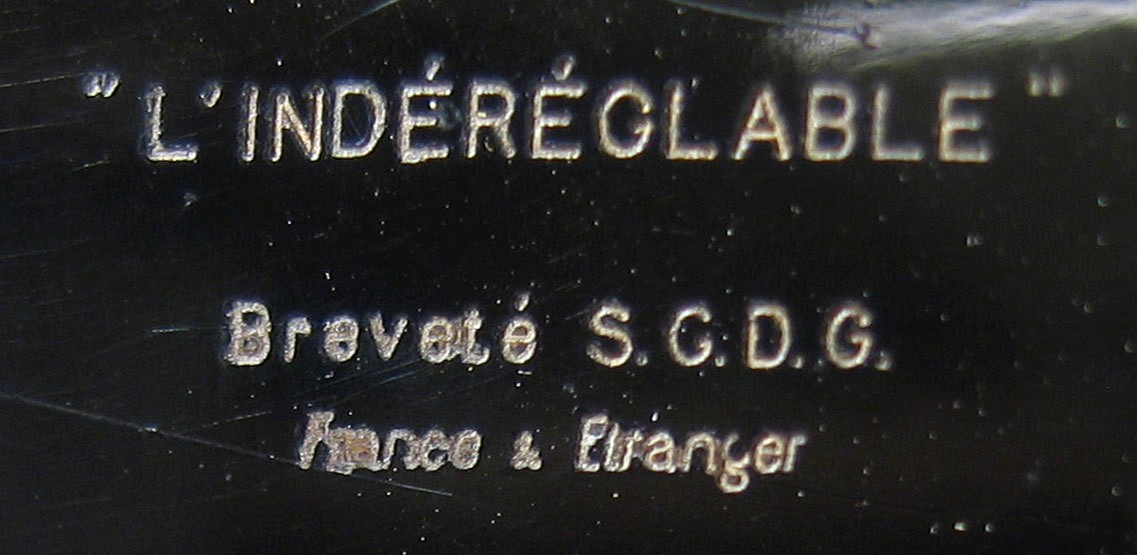 "L'INDÉRÉGLABLE"
Breveté S.G.D.G.
France & Etranger